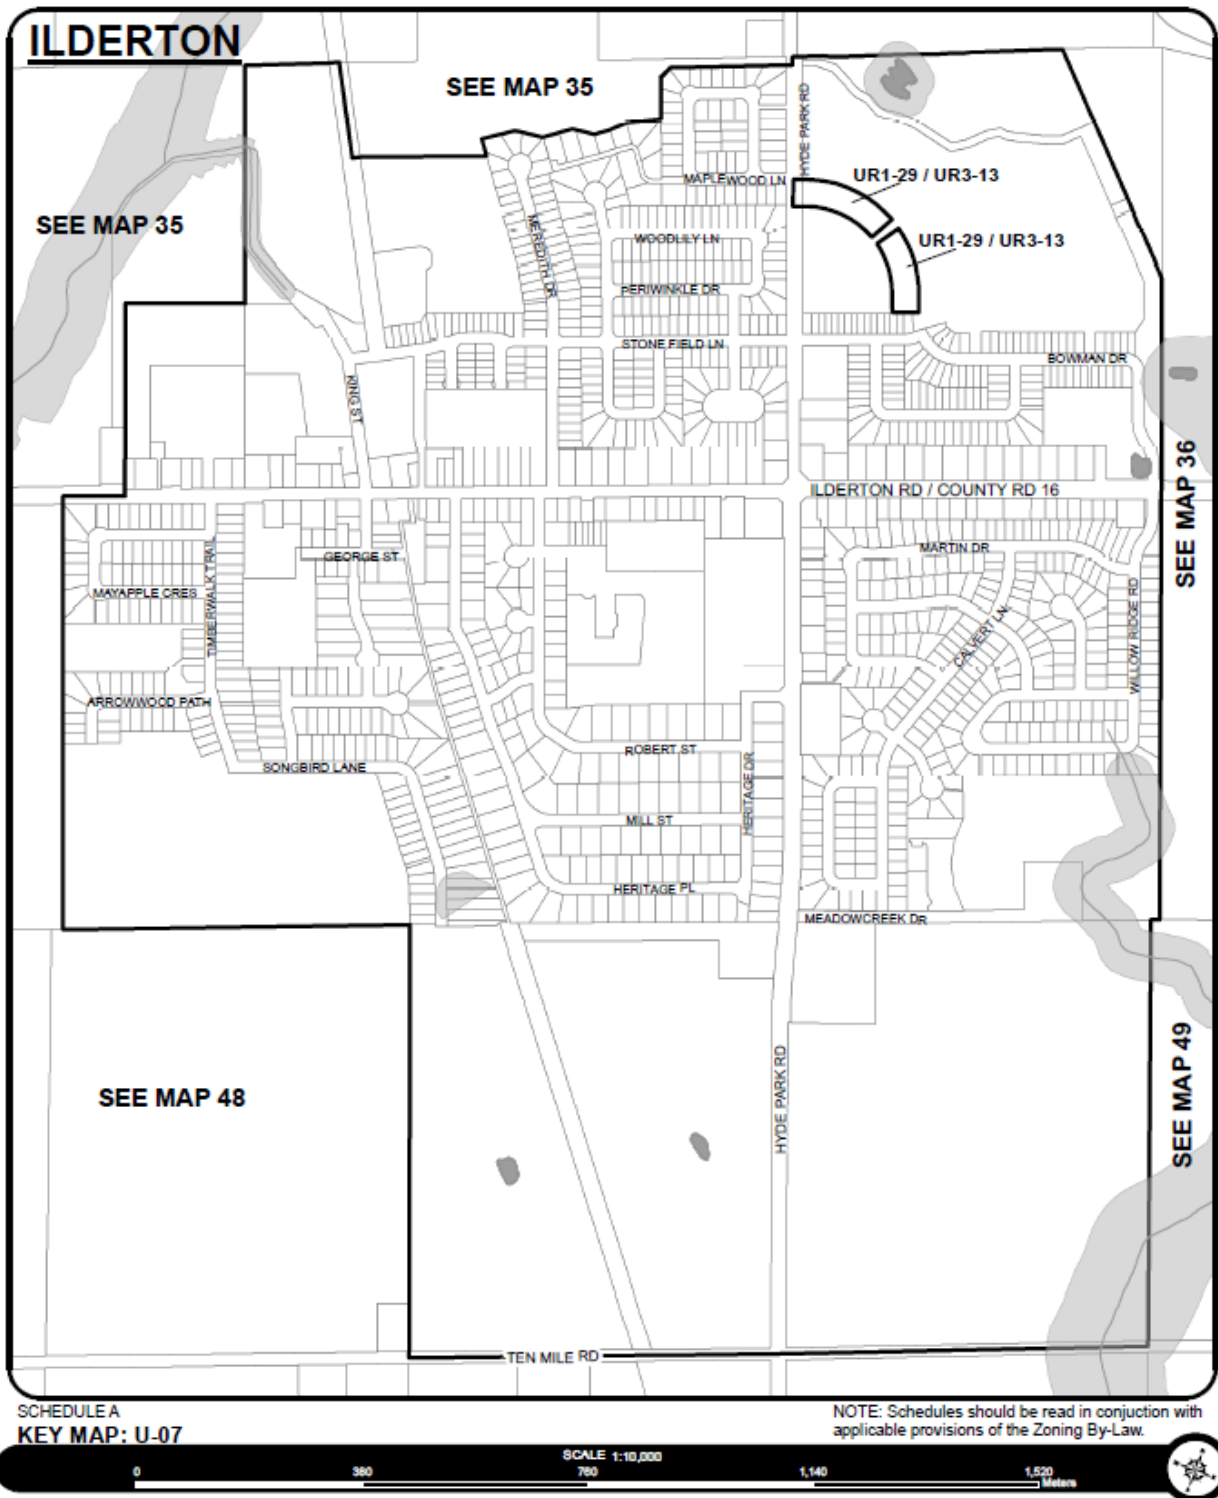 ILDERTON
SEE MAP 35
HYDE PARK RD
UR1-29 / UR3-13
MAPLEWOOD LN
SEE MAP 35
MEREDITH DR
WOODLILY LN
UR1-29 / UR3-13
PERIWINKLE DR
STONEFIELD LN
BOWMAN DR
KING ST
SEE MAP 36
ILDERTON RD / COUNTY RD 16
GEORGE ST
MARTIN DR
MAYAPPLE CRES
TIMBERWALK TRAIL
CALVERT LN
WILLOW RIDGE RD
ARROWWOOD PATH
ROBERT ST
SONGBIRD LANE
HERITAGE DR
MILL ST
HERITAGE PL
MEADOWCREEK DR
SEE MAP 48
HYDE PARK RD
SEE MAP 49
TEN MILE RD
SCHEDULE A
KEY MAP: U-07
NOTE: Schedules should be read in conjuction with
applicable provisions of the Zoning By-Law.
SCALE 1:10,000
0 380 760 1,140 1,520
Meters